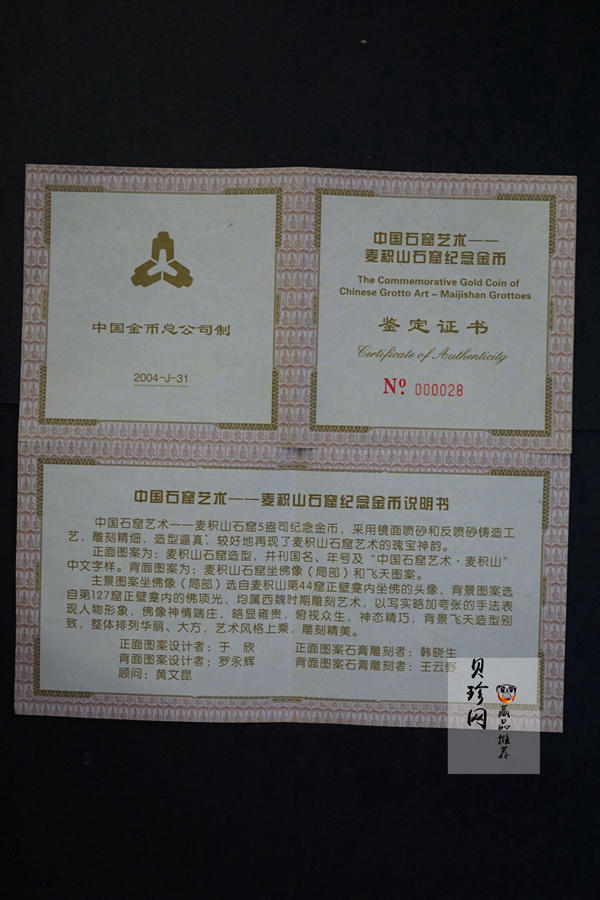 中国金币总公司制
2004-J-31
中国石窟艺术——
麦积山石窟纪念金币
The Commemorative Gold Coin of
Chinese Grotto Art - Maijishan Grottoes
鉴定证书
Certificate of Authenticity
No. 000028
中国石窟艺术——麦积山石窟纪念金币说明书
中国石窟艺术——麦积山石窟5盎司纪念金币，采用镜面喷砂和反喷砂铸造工
艺，雕刻精细，造型逼真，较好地再现了麦积山石窟艺术的瑰宝神韵。
正面图案为：麦积山石窟造型，并刊国名、年号及“中国石窟艺术·麦积山”
中文字样。背面图案为：麦积山石窟坐佛像（局部）和飞天图案。
主景图案坐佛像（局部）选自麦积山第44窟正壁龛内坐佛的头像，背景图案选
自第127窟正壁龛内的佛项光，均属西魏时期雕刻艺术，以写实略加夸张的手法表
现人物形象，佛像神情端庄，略显雍贵，俯视众生，神态精巧，背景飞天造型别
致，整体排列华丽、大方，艺术风格上乘，雕刻精美。
正面图案设计者：于 欣 正面图案石膏雕刻者：韩晓生
背面图案设计者：罗永辉 背面图案石膏雕刻者：王云野
顾问：黄文昆
贝珍网
藏品推荐